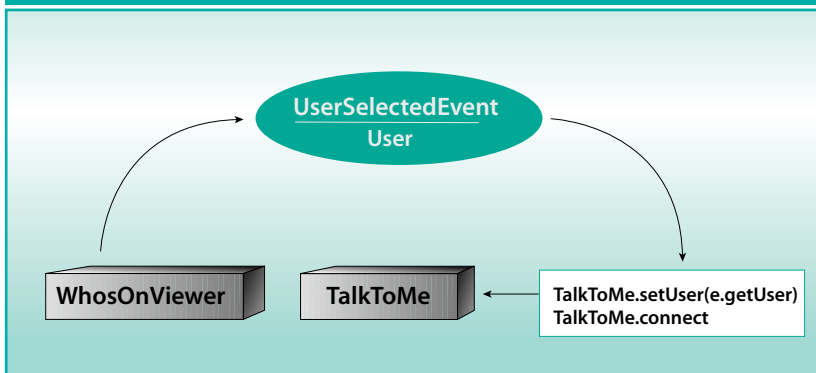 UserSelectedEvent
User
WhosOnViewer
TalkToMe
TalkToMe.setUser(e.getUser)
TalkToMe.connect